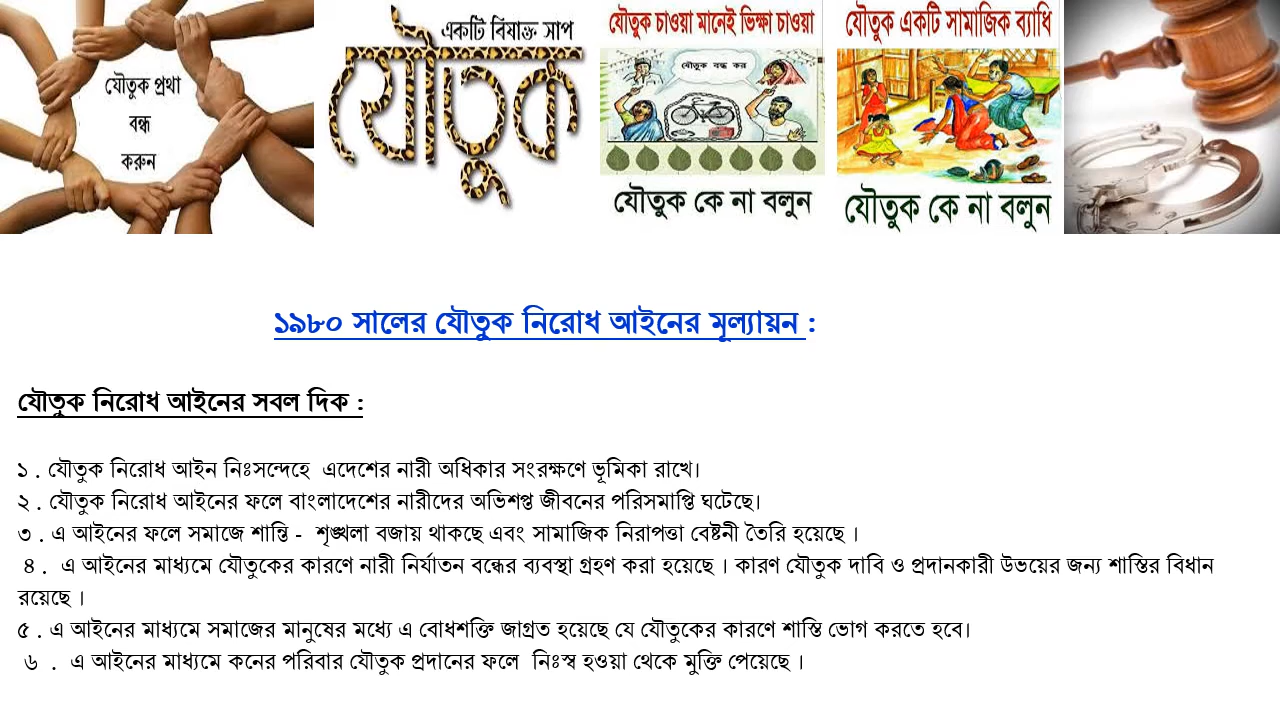 যৌতুক প্রথা
বন্ধ
করুন
একটি বিষাক্ত সাপ
যৌতুক
যৌতুক চাওয়া মানেই ভিক্ষা চাওয়া
যৌতুক বন্ধ কর
যৌতুক কে না বলুন
যৌতুক একটি সামাজিক ব্যাধি
যৌতুক কে না বলুন
১৯৮০ সালের যৌতুক নিরোধ আইনের মূল্যায়ন :
যৌতুক নিরোধ আইনের সবল দিক :
১ . যৌতুক নিরোধ আইন নিঃসন্দেহে এদেশের নারী অধিকার সংরক্ষণে ভূমিকা রাখে।
২ . যৌতুক নিরোধ আইনের ফলে বাংলাদেশের নারীদের অভিশপ্ত জীবনের পরিসমাপ্তি ঘটেছে।
৩ . এ আইনের ফলে সমাজে শান্তি - শৃঙ্খলা বজায় থাকছে এবং সামাজিক নিরাপত্তা বেষ্টনী তৈরি হয়েছে ।
৪ . এ আইনের মাধ্যমে যৌতুকের কারণে নারী নির্যাতন বন্ধের ব্যবস্থা গ্রহণ করা হয়েছে । কারণ যৌতুক দাবি ও প্রদানকারী উভয়ের জন্য শাস্তির বিধান
রয়েছে ।
৫ . এ আইনের মাধ্যমে সমাজের মানুষের মধ্যে এ বোধশক্তি জাগ্রত হয়েছে যে যৌতুকের কারণে শাস্তি ভোগ করতে হবে।
৬ . এ আইনের মাধ্যমে কনের পরিবার যৌতুক প্রদানের ফলে নিঃস্ব হওয়া থেকে মুক্তি পেয়েছে ।